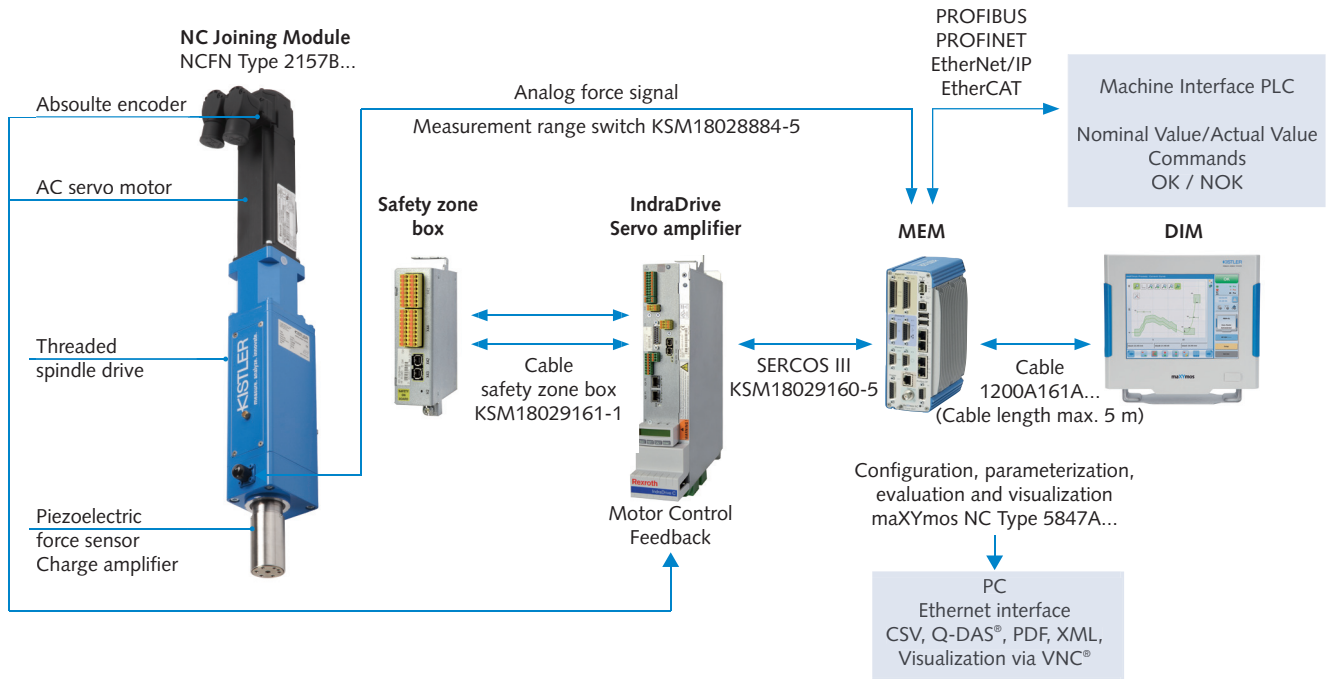 NC Joining Module
NCFN Type 2157B...
Absoulte encoder
AC servo motor
Threaded
spindle drive
Piezoelectric
force sensor
Charge amplifier
KISTLER
measure. analyze. innovate.
Analog force signal
Measurement range switch KSM18028884-5
Safety zone
box
Cable
safety zone box
KSM18029161-1
IndraDrive
Servo amplifier
Rexroth
IndraDrive C
Motor Control
Feedback
SERCOS III
KSM18029160-5
PROFIBUS
PROFINET
EtherNet/IP
EtherCAT
Machine Interface PLC
Nominal Value/Actual Value
Commands
OK / NOK
MEM
DIM
KISTLER
maXYmos
Cable
1200A161A...
(Cable length max. 5 m)
Configuration, parameterization,
evaluation and visualization
maXYmos NC Type 5847A...
PC
Ethernet interface
CSV, Q-DAS®, PDF, XML,
Visualization via VNC®